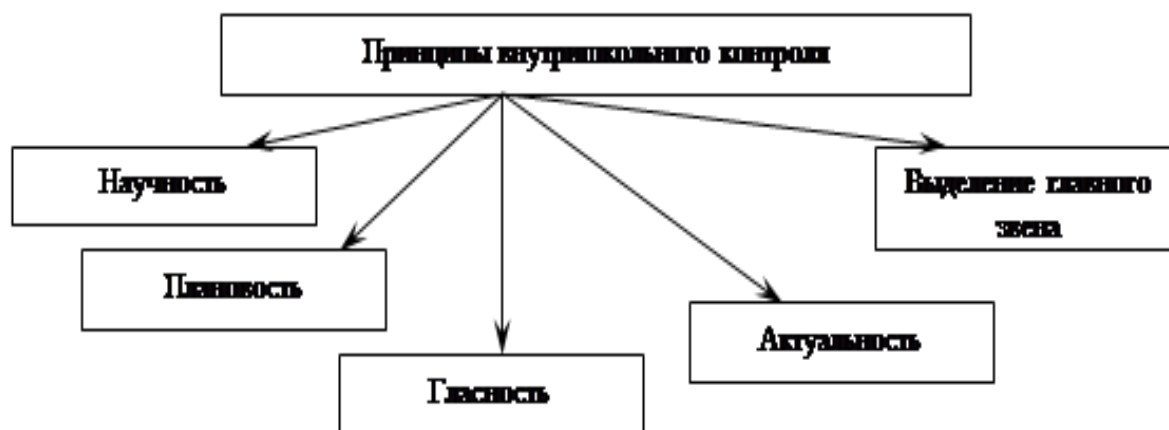 Принципы внутришкольного контроля
Научность
Выделение главного
звена
Плановость
Актуальность
Гласность